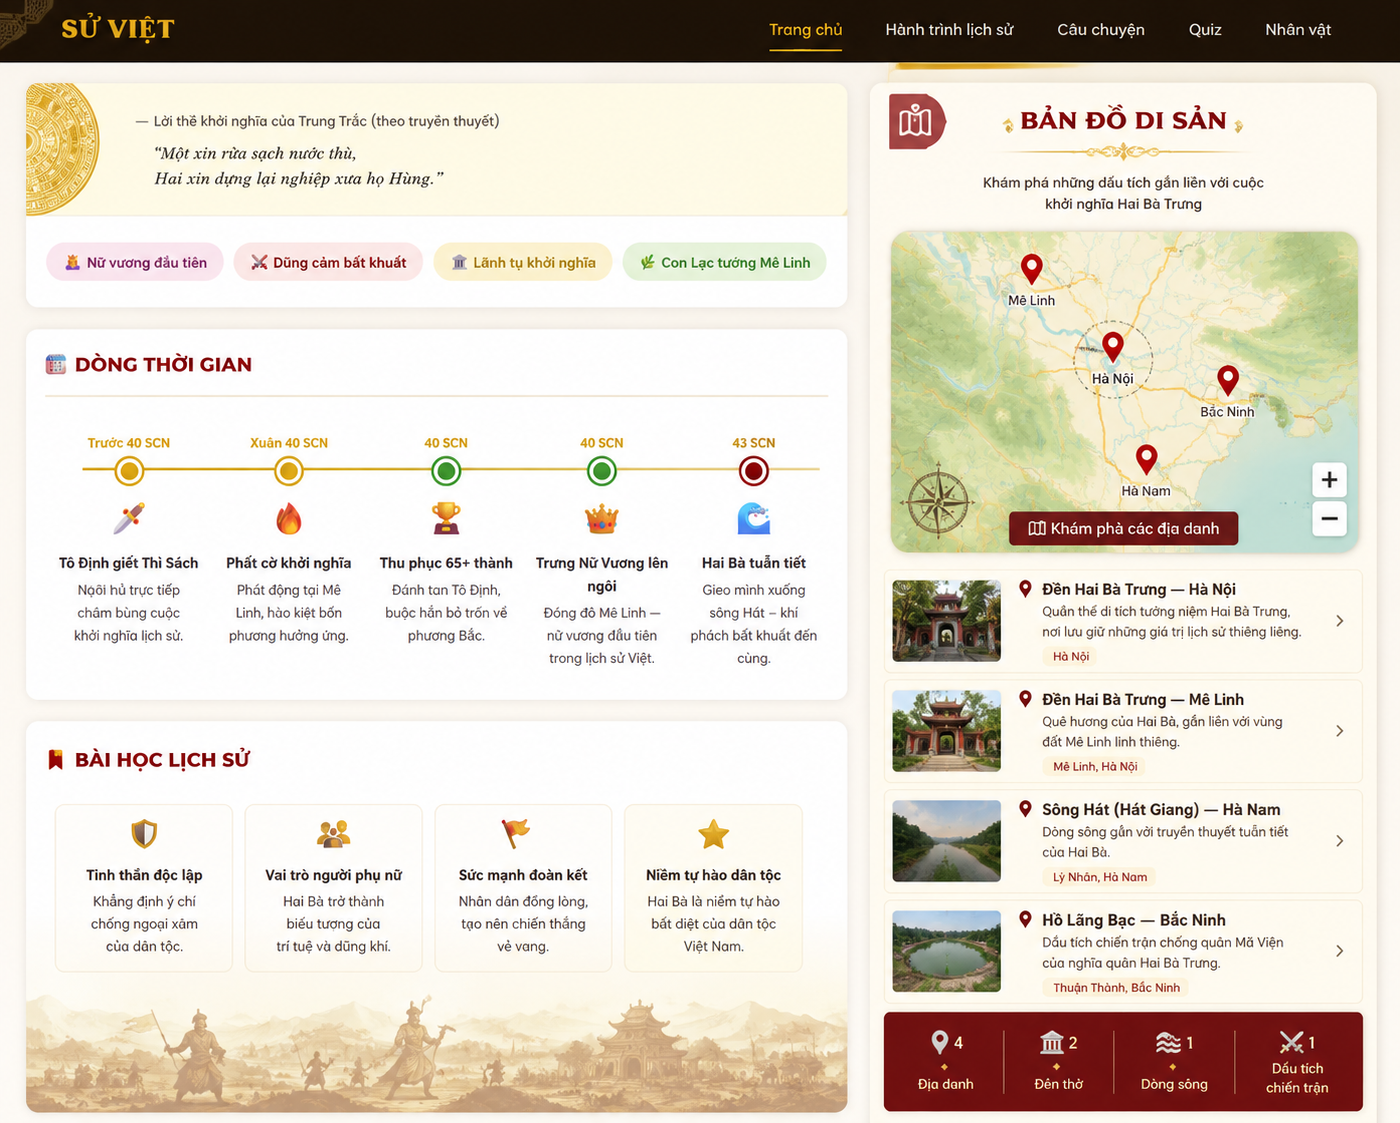 SỬ VIỆT
Trang chủ
Hành trình lịch sử
Câu chuyện
Quiz
Nhân vật
— Lời thề khởi nghĩa của Trung Trắc (theo truyền thuyết)
“Một xin rửa sạch nước thù,
Hai xin dựng lại nghiệp xưa họ Hùng.”
Nữ vương đầu tiên
Dũng cảm bất khuất
Lãnh tụ khởi nghĩa
Con Lạc tướng Mê Linh
DÒNG THỜI GIAN
Trước 40 SCN
Tô Định giết Thi Sách
Ngòi hủ trực tiếp
châm bùng cuộc
khởi nghĩa lịch sử.
Xuân 40 SCN
Phất cờ khởi nghĩa
Phát động tại Mê
Linh, hào kiệt bốn
phương hưởng ứng.
40 SCN
Thu phục 65+ thành
Đánh tan Tô Định,
buộc hắn bỏ trốn về
phương Bắc.
40 SCN
Trưng Nữ Vương lên
ngôi
Đóng đô Mê Linh —
nữ vương đầu tiên
trong lịch sử Việt.
43 SCN
Hai Bà tuẫn tiết
Gieo mình xuống
sông Hát – khí
phách bất khuất đến
cùng.
BÀI HỌC LỊCH SỬ
Tinh thần độc lập
Khẳng định ý chí
chống ngoại xâm
của dân tộc.
Vai trò người phụ nữ
Hai Bà trở thành
biểu tượng của
trí tuệ và dũng khí.
Sức mạnh đoàn kết
Nhân dân đồng lòng,
tạo nên chiến thắng
vẻ vang.
Niềm tự hào dân tộc
Hai Bà là niềm tự hào
bất diệt của dân tộc
Việt Nam.
BẢN ĐỒ DI SẢN
Khám phá những dấu tích gắn liền với cuộc
khởi nghĩa Hai Bà Trưng
Mê Linh
Hà Nội
Bắc Ninh
Hà Nam
+
−
Khám phá các địa danh
Đền Hai Bà Trưng — Hà Nội
Quần thể di tích tưởng niệm Hai Bà Trưng,
nơi lưu giữ những giá trị lịch sử thiêng liêng.
Hà Nội
Đền Hai Bà Trưng — Mê Linh
Quê hương của Hai Bà, gắn liền với vùng
đất Mê Linh linh thiêng.
Mê Linh, Hà Nội
Sông Hát (Hát Giang) — Hà Nam
Dòng sông gắn với truyền thuyết tuẫn tiết
của Hai Bà.
Lý Nhân, Hà Nam
Hồ Lãng Bạc — Bắc Ninh
Dấu tích chiến trận chống quân Mã Viện
của nghĩa quân Hai Bà Trưng.
Thuận Thành, Bắc Ninh
4
Địa danh
2
Đền thờ
1
Dòng sông
1
Dấu tích
chiến trận